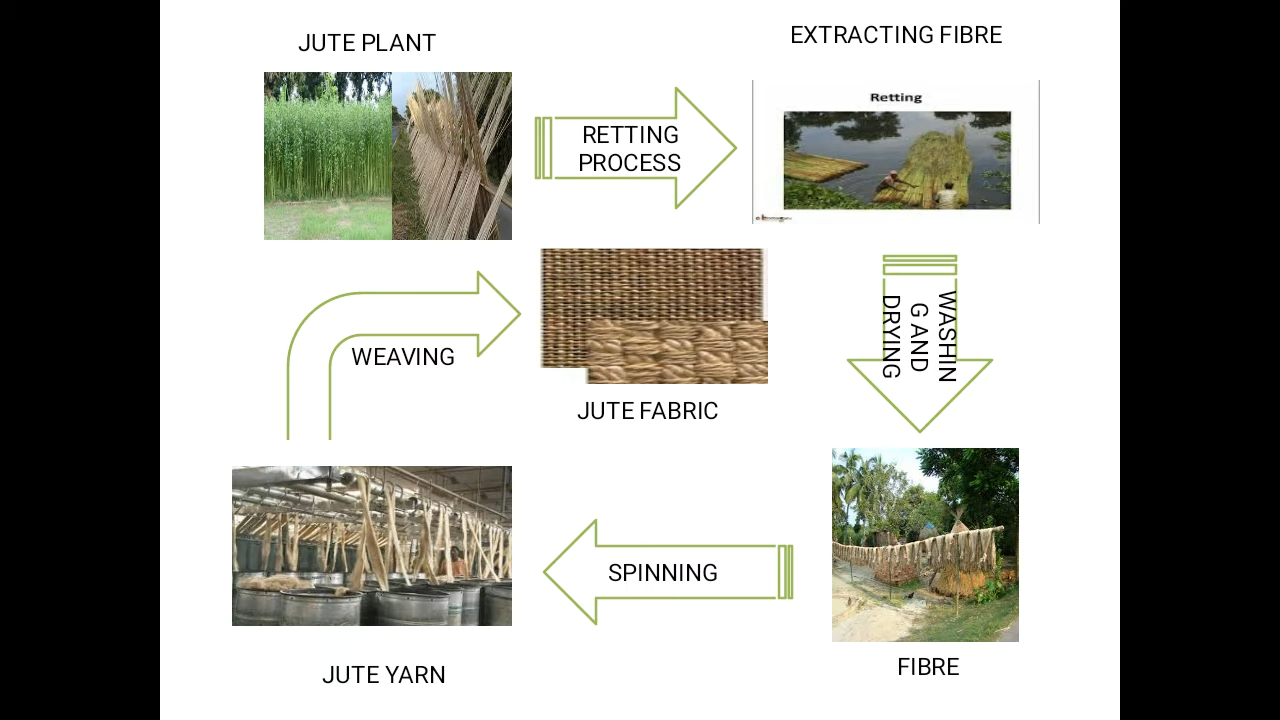 JUTE PLANT
EXTRACTING FIBRE
RETTING
PROCESS
Retting
WASHIN
G AND
DRYING
WEAVING
JUTE FABRIC
SPINNING
JUTE YARN
FIBRE